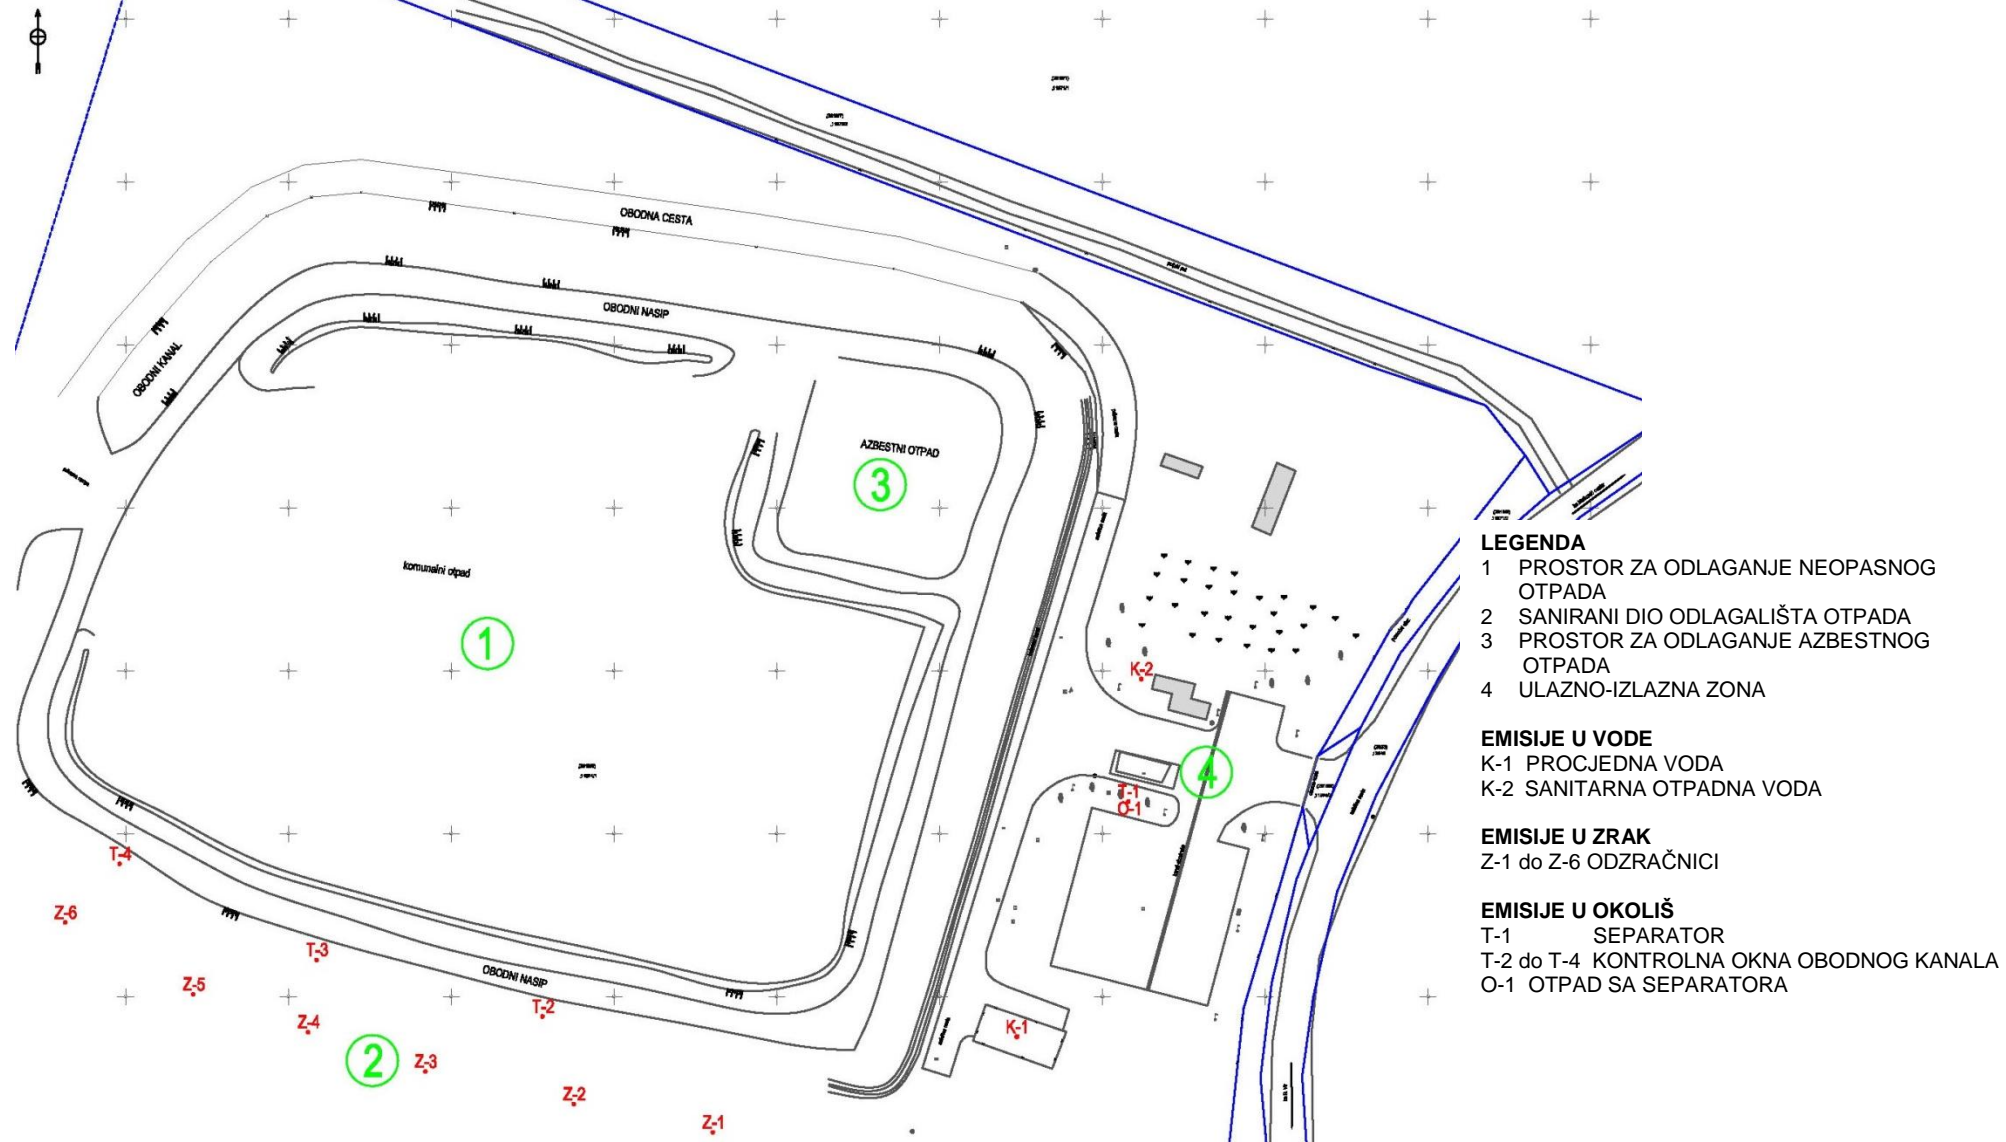 OBODNA CESTA
OBODNI NASIP
OBODNI KANAL
AZBESTNI OTPAD
3
komunalni otpad
1
K-2
4
T-1
O-1
T-4
Z-6
T-3
Z-5
OBODNI NASIP
T-2
Z-4
K-1
2
Z-3
Z-2
Z-1
LEGENDA
1 PROSTOR ZA ODLAGANJE NEOPASNOG
OTPADA
2 SANIRANI DIO ODLAGALIŠTA OTPADA
3 PROSTOR ZA ODLAGANJE AZBESTNOG
OTPADA
4 ULAZNO-IZLAZNA ZONA
EMISIJE U VODE
K-1 PROCJEDNA VODA
K-2 SANITARNA OTPADNA VODA
EMISIJE U ZRAK
Z-1 do Z-6 ODZRAČNICI
EMISIJE U OKOLIŠ
T-1 SEPARATOR
T-2 do T-4 KONTROLNA OKNA OBODNOG KANALA
O-1 OTPAD SA SEPARATORA